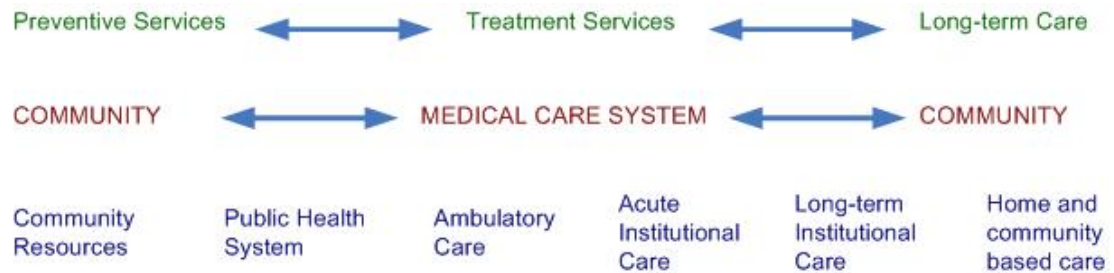 Preventive Services Treatment Services Long-term Care
COMMUNITY MEDICAL CARE SYSTEM COMMUNITY
Community
Resources
Public Health
System
Ambulatory
Care
Acute
Institutional
Care
Long-term
Institutional
Care
Home and
community
based care